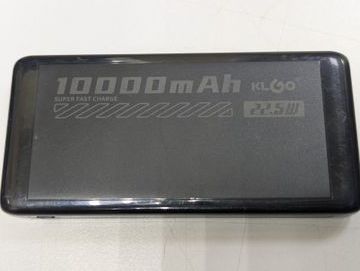 10000mAh KLGO
SUPER FAST CHARGE
22.5W